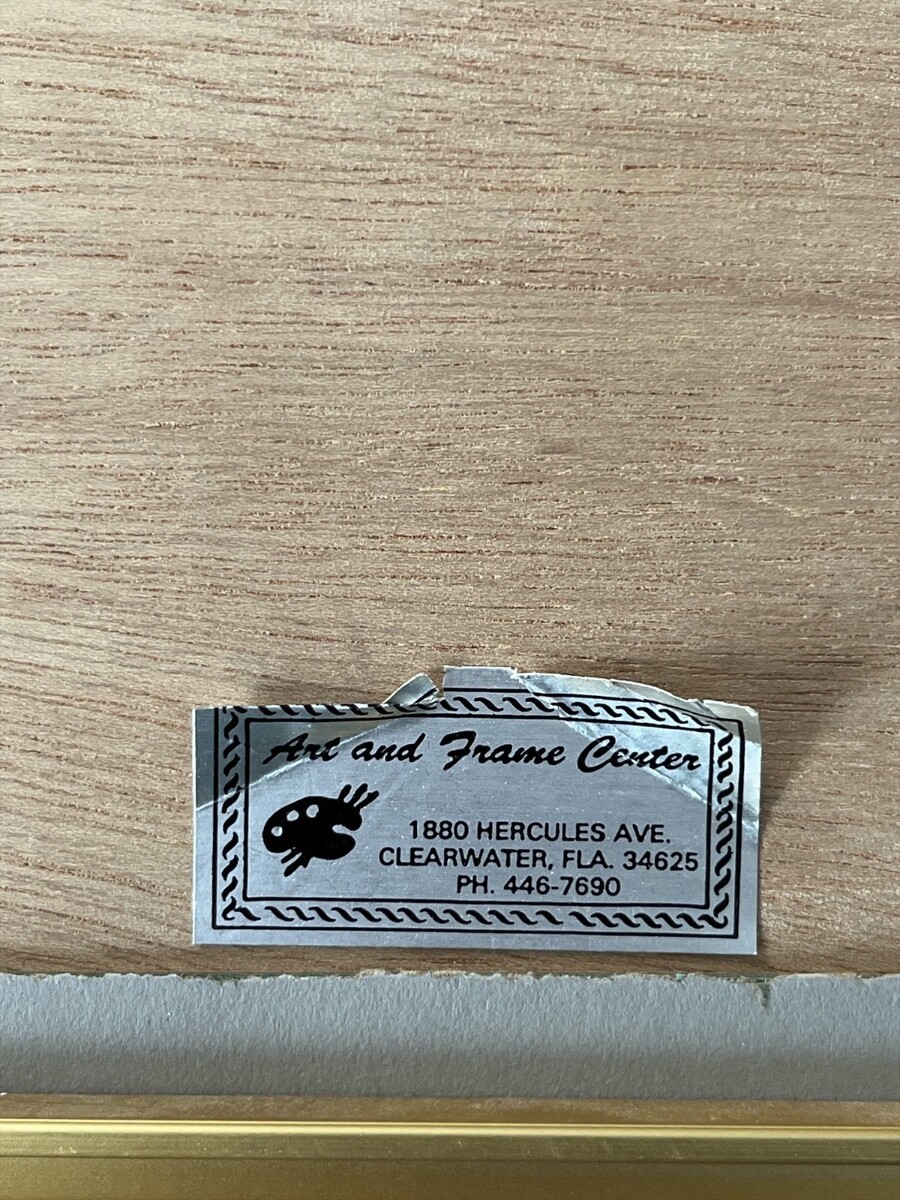 Art and Frame Center
1880 HERCULES AVE.
CLEARWATER, FLA. 34625
PH. 446-7690